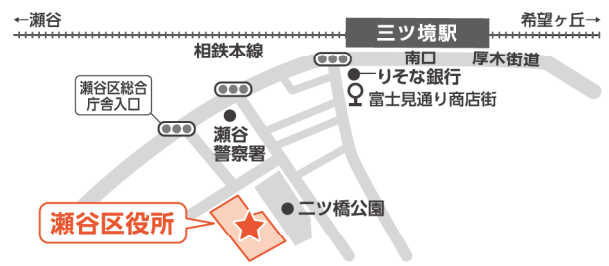 ←瀬谷
希望ヶ丘→
三ツ境駅
相鉄本線
南口
厚木街道
りそな銀行
富士見通り商店街
瀬谷区総合
庁舎入口
瀬谷
警察署
二ツ橋公園
瀬谷区役所